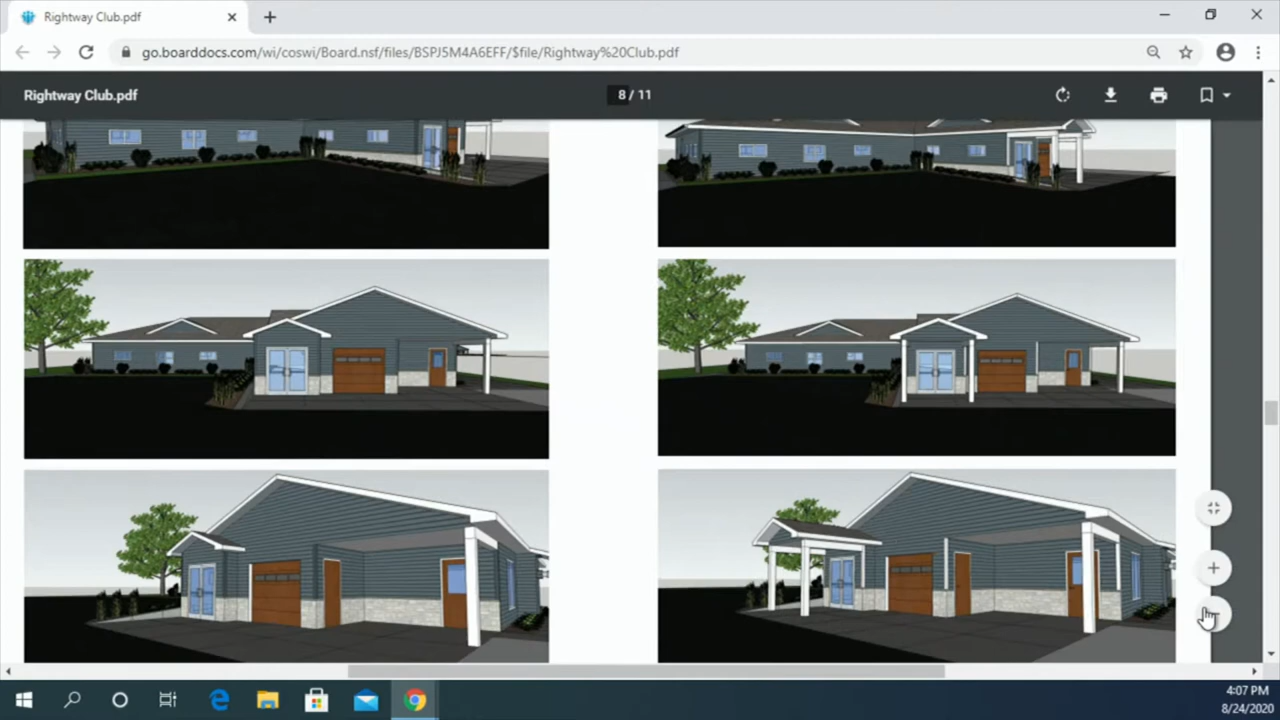 Rightway Club.pdf
go.boarddocs.com/wi/coswi/Board.nsf/files/BSPJ5M4A6EFF/$file/Rightway%20Club.pdf
Rightway Club.pdf
8 / 11
4:07 PM
8/24/2020